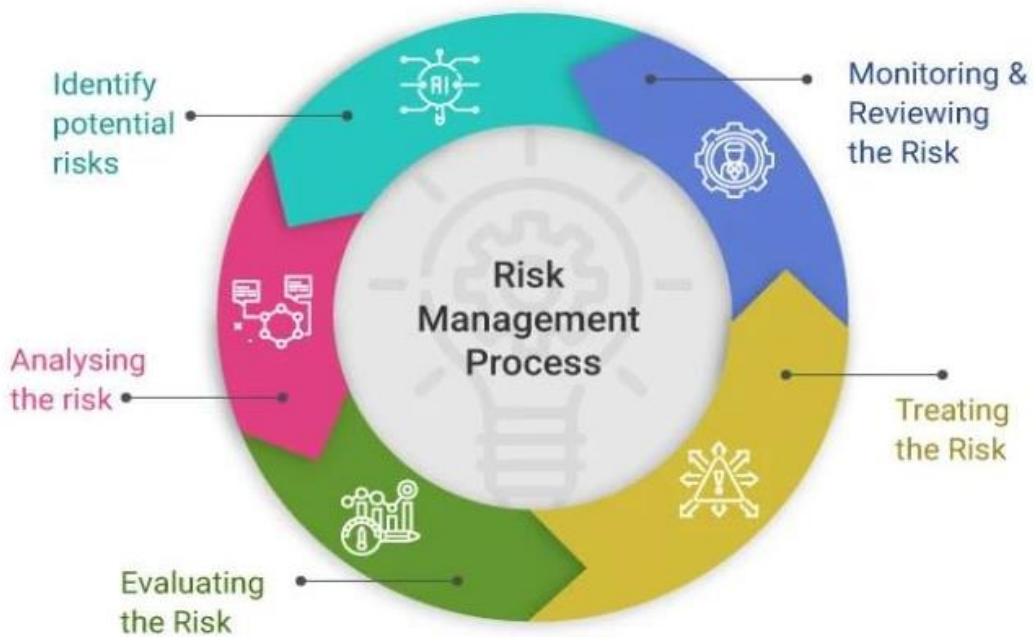 Identify
potential
risks
Monitoring &
Reviewing
the Risk
AI
Risk
Management
Process
Analysing
the risk
Treating
the Risk
Evaluating
the Risk